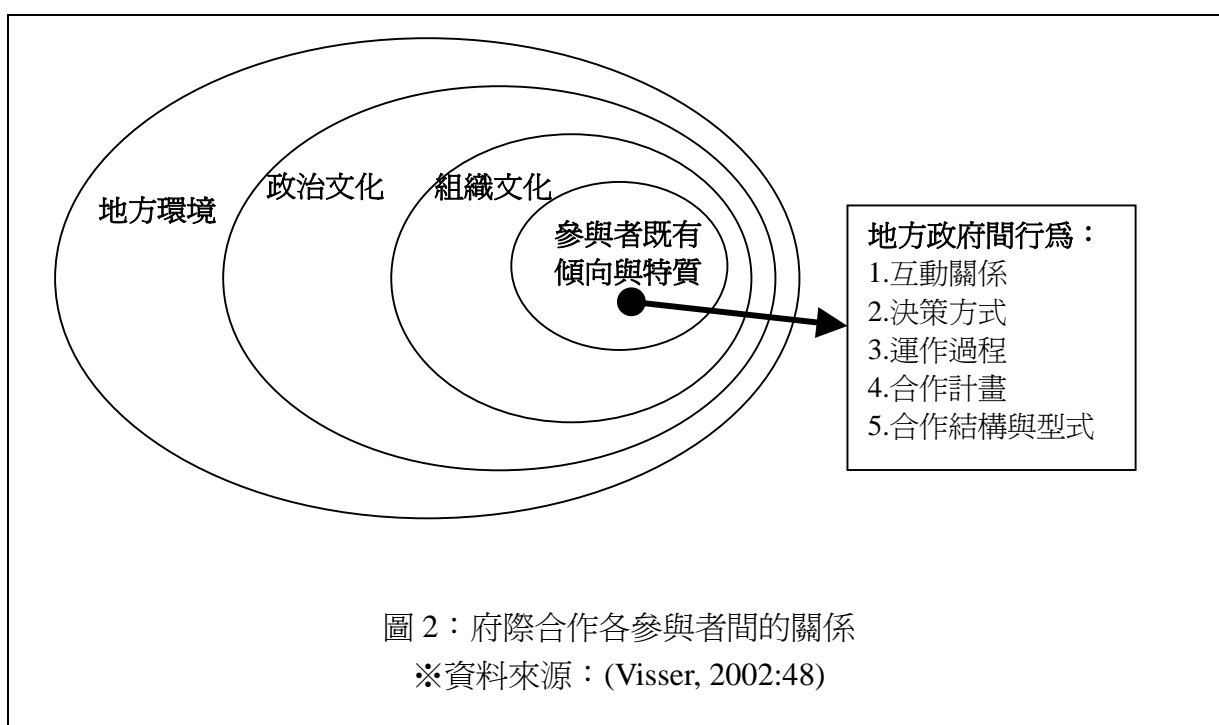 地方環境
政治文化
組織文化
參與者既有
傾向與特質
地方政府間行為：
1.互動關係
2.決策方式
3.運作過程
4.合作計畫
5.合作結構與型式
圖 2：府際合作各參與者間的關係
※資料來源：(Visser, 2002:48)